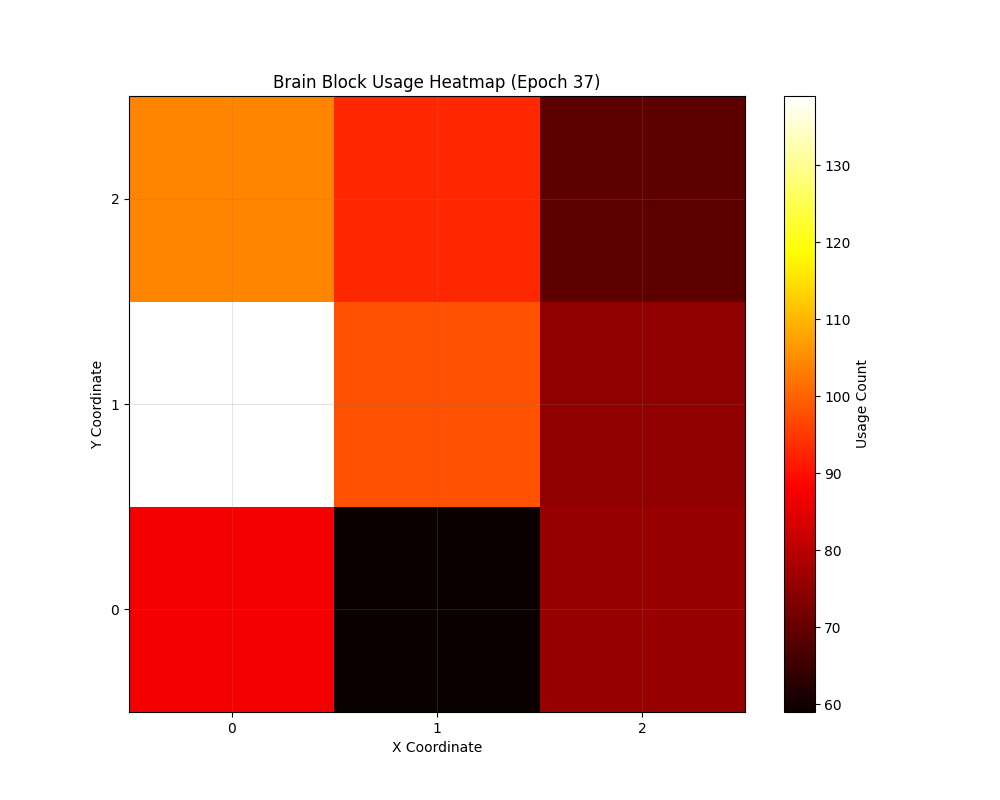 Brain Block Usage Heatmap (Epoch 37)
Y Coordinate
2
1
0
0 1 2
X Coordinate
130
120
110
100
90
80
70
60
Usage Count